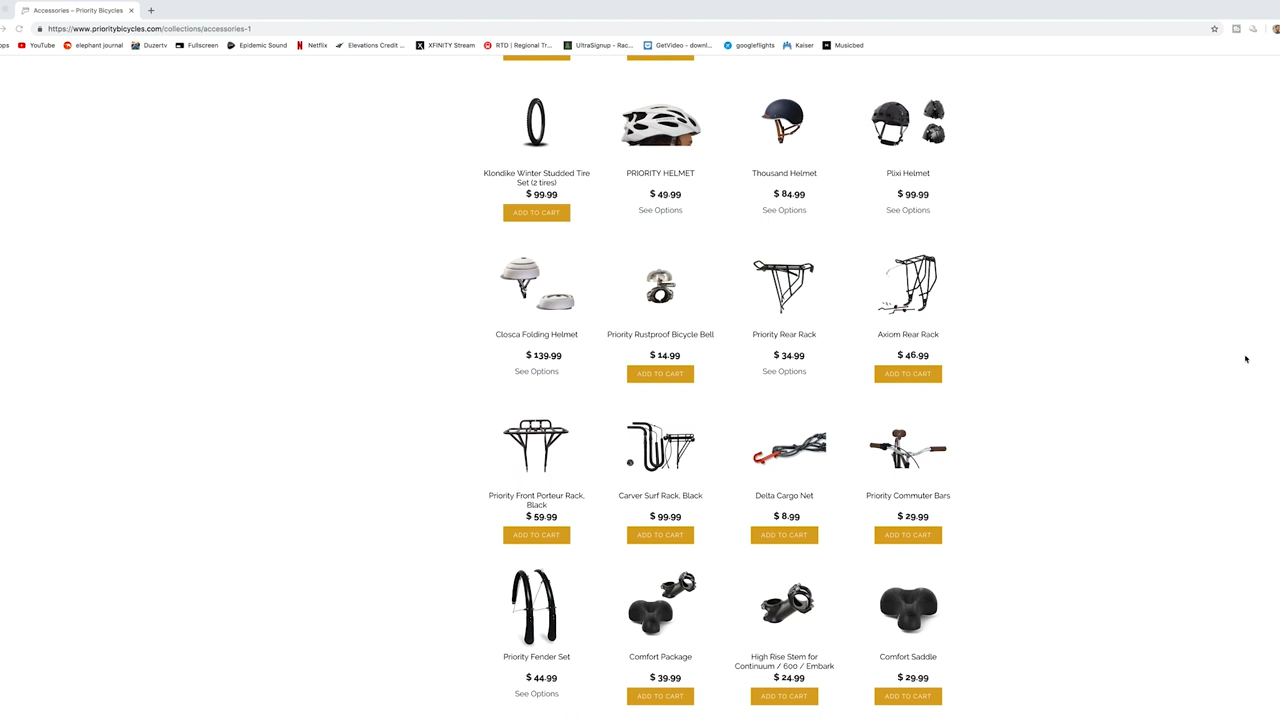 Accessories – Priority Bicycles
https://www.prioritybicycles.com/collections/accessories-1
YouTube elephant journal Duzertv Fullscreen Epidemic Sound Netflix Elevations Credit ... XFINITY Stream RTD | Regional Tr... UltraSignup - Rac... GetVideo - downl... googleflights Kaiser Musicbed
Klondike Winter Studded Tire
Set (2 tires)
$ 99.99
ADD TO CART
PRIORITY HELMET
$ 49.99
See Options
Thousand Helmet
$ 84.99
See Options
Plixi Helmet
$ 99.99
See Options
Closca Folding Helmet
$ 139.99
See Options
Priority Rustproof Bicycle Bell
$ 14.99
ADD TO CART
Priority Rear Rack
$ 34.99
See Options
Axiom Rear Rack
$ 46.99
ADD TO CART
Priority Front Porteur Rack,
Black
$ 59.99
ADD TO CART
Carver Surf Rack, Black
$ 99.99
ADD TO CART
Delta Cargo Net
$ 8.99
ADD TO CART
Priority Commuter Bars
$ 29.99
ADD TO CART
Priority Fender Set
$ 44.99
See Options
Comfort Package
$ 39.99
ADD TO CART
High Rise Stem for
Continuum / 600 / Embark
$ 24.99
ADD TO CART
Comfort Saddle
$ 29.99
ADD TO CART